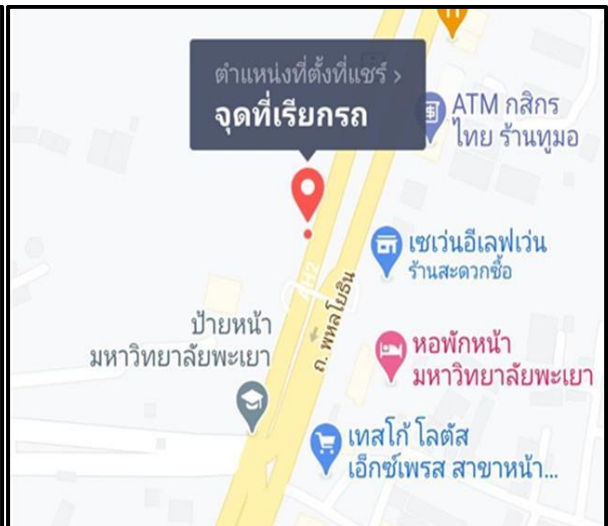 ตำแหน่งที่ตั้งที่แชร์ >
จุดที่เรียกรถ
ATM กสิกร
ไทย ร้านทูมอ
เซเว่นอีเลฟเว่น
ร้านสะดวกซื้อ
AH2
ถ. พหลโยธิน
ป้ายหน้า
มหาวิทยาลัยพะเยา
หอพักหน้า
มหาวิทยาลัยพะเยา
เทสโก้ โลตัส
เอ็กซ์เพรส สาขาหน้า...